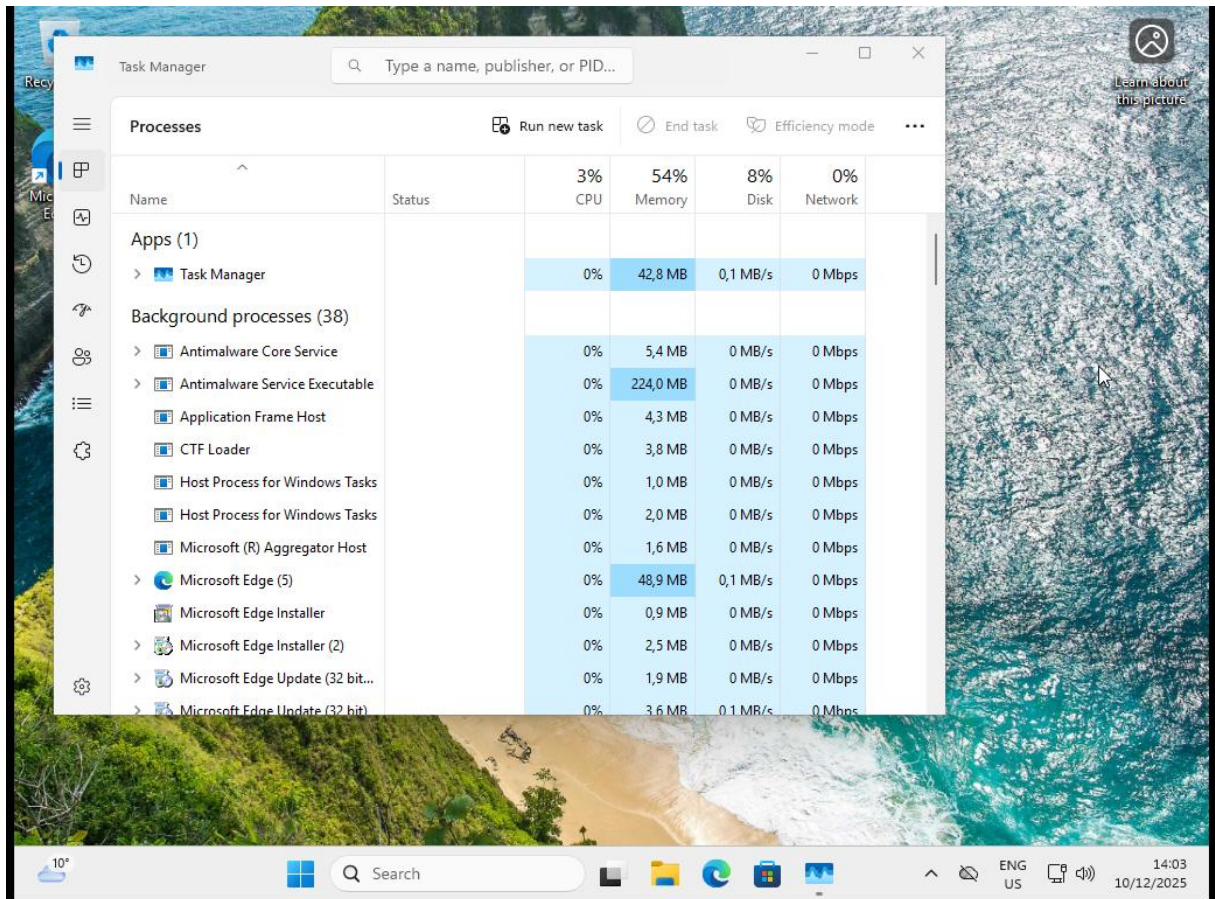 Recy
Learn about
this picture
Mic
E
Task Manager
Type a name, publisher, or PID...
Processes
Run new task
End task
Efficiency mode
Name
Status
3%
CPU
54%
Memory
8%
Disk
0%
Network
Apps (1)
Task Manager 0% 42,8 MB 0,1 MB/s 0 Mbps
Background processes (38)
Antimalware Core Service 0% 5,4 MB 0 MB/s 0 Mbps
Antimalware Service Executable 0% 224,0 MB 0 MB/s 0 Mbps
Application Frame Host 0% 4,3 MB 0 MB/s 0 Mbps
CTF Loader 0% 3,8 MB 0 MB/s 0 Mbps
Host Process for Windows Tasks 0% 1,0 MB 0 MB/s 0 Mbps
Host Process for Windows Tasks 0% 2,0 MB 0 MB/s 0 Mbps
Microsoft (R) Aggregator Host 0% 1,6 MB 0 MB/s 0 Mbps
Microsoft Edge (5) 0% 48,9 MB 0,1 MB/s 0 Mbps
Microsoft Edge Installer 0% 0,9 MB 0 MB/s 0 Mbps
Microsoft Edge Installer (2) 0% 2,5 MB 0 MB/s 0 Mbps
Microsoft Edge Update (32 bit... 0% 1,9 MB 0 MB/s 0 Mbps
Microsoft Edge Update (32 bit) 0% 3,6 MB 0,1 MB/s 0 Mbps
10°
Search
ENG
US
14:03
10/12/2025